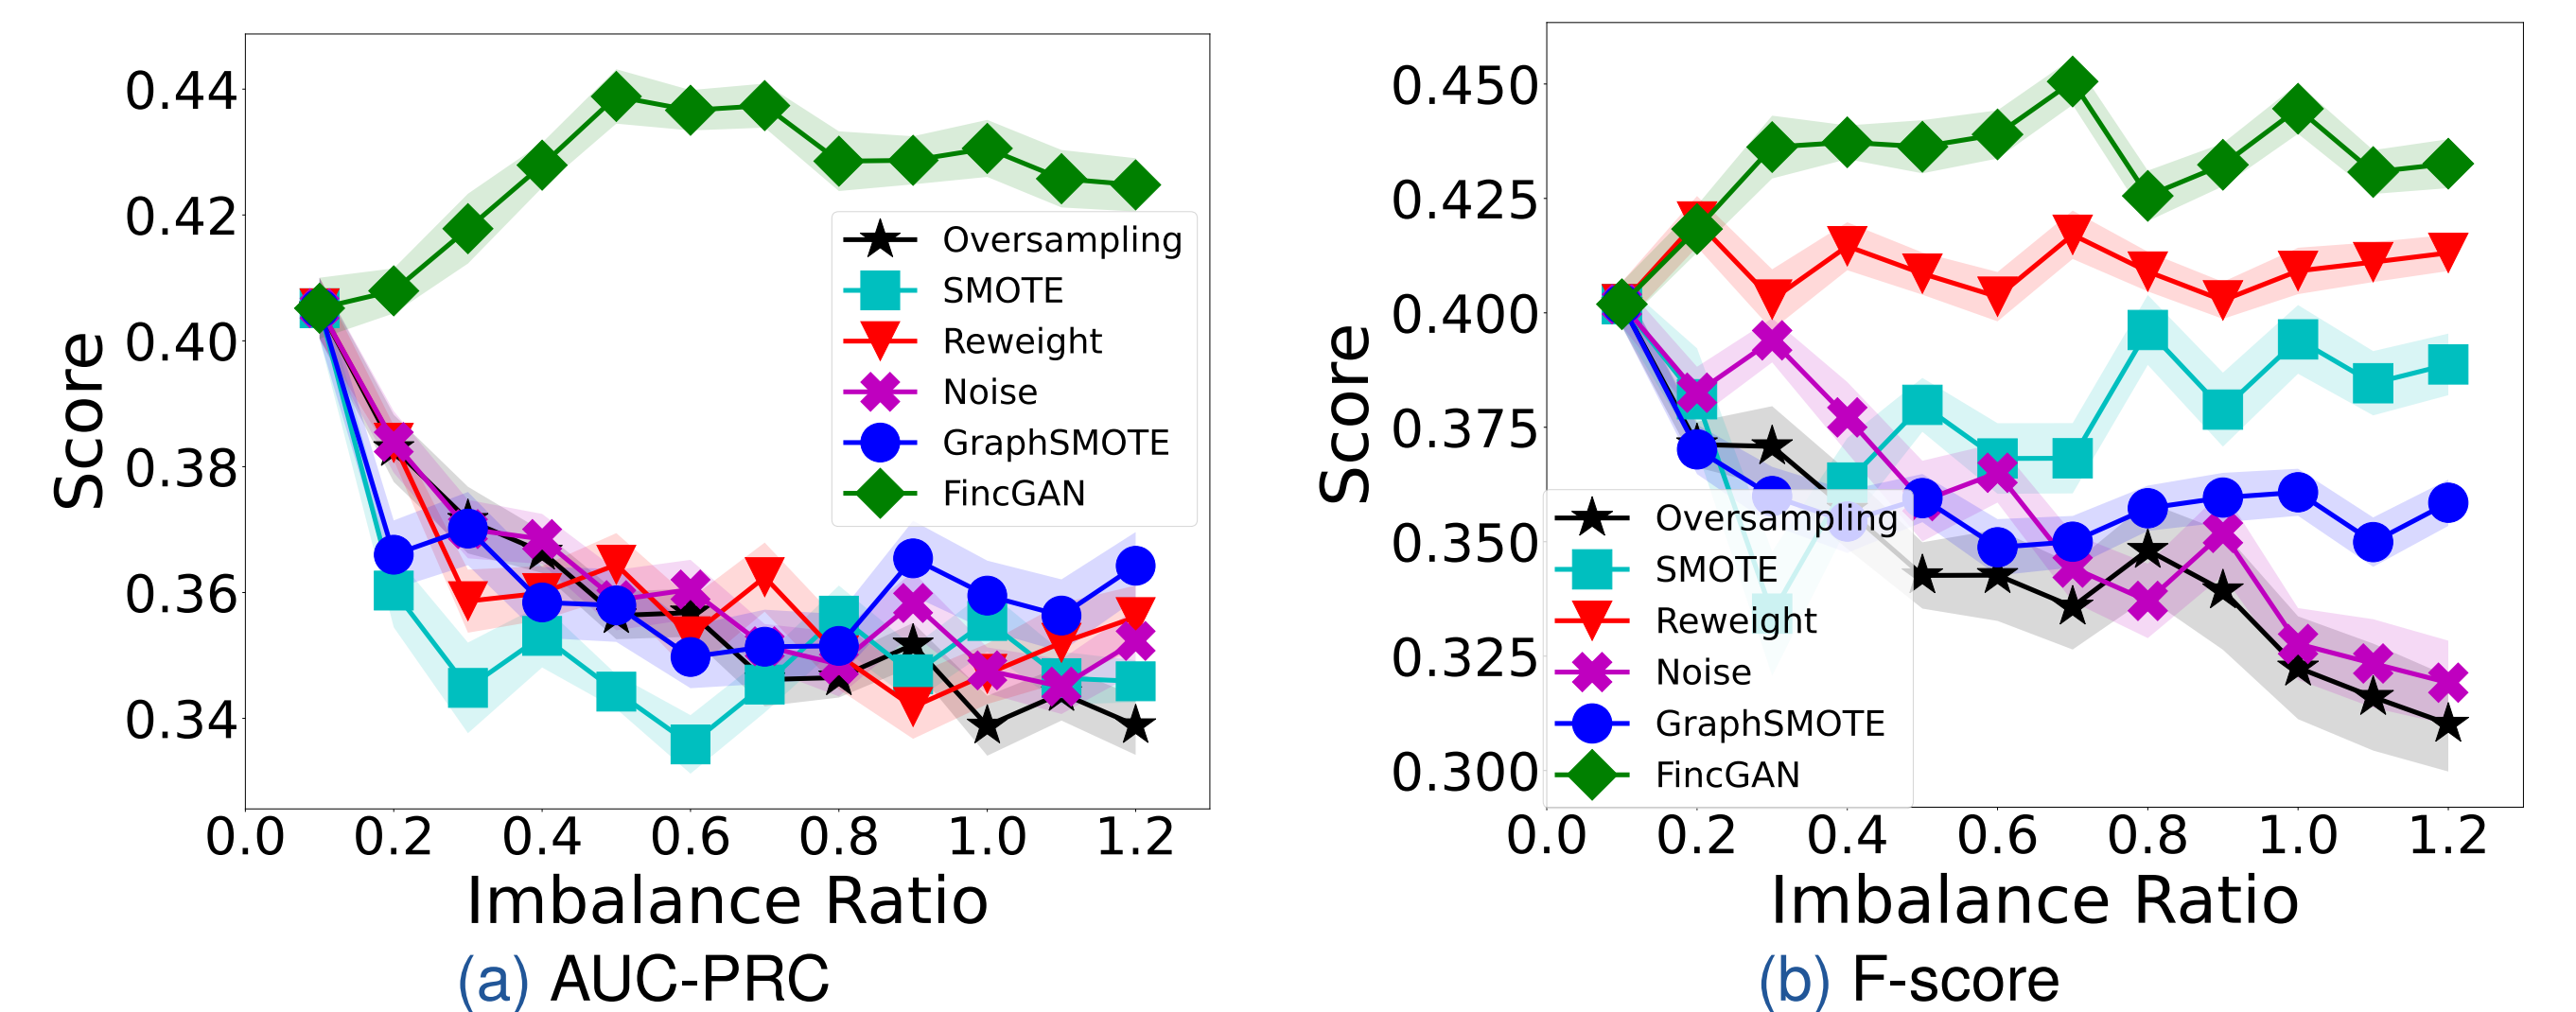 0.44
0.42
0.40
0.38
0.36
0.34
Score
0.0 0.2 0.4 0.6 0.8 1.0 1.2
Imbalance Ratio
Oversampling
SMOTE
Reweight
Noise
GraphSMOTE
FincGAN
(a) AUC-PRC
0.450
0.425
0.400
0.375
0.350
0.325
0.300
Score
0.0 0.2 0.4 0.6 0.8 1.0 1.2
Imbalance Ratio
Oversampling
SMOTE
Reweight
Noise
GraphSMOTE
FincGAN
(b) F-score